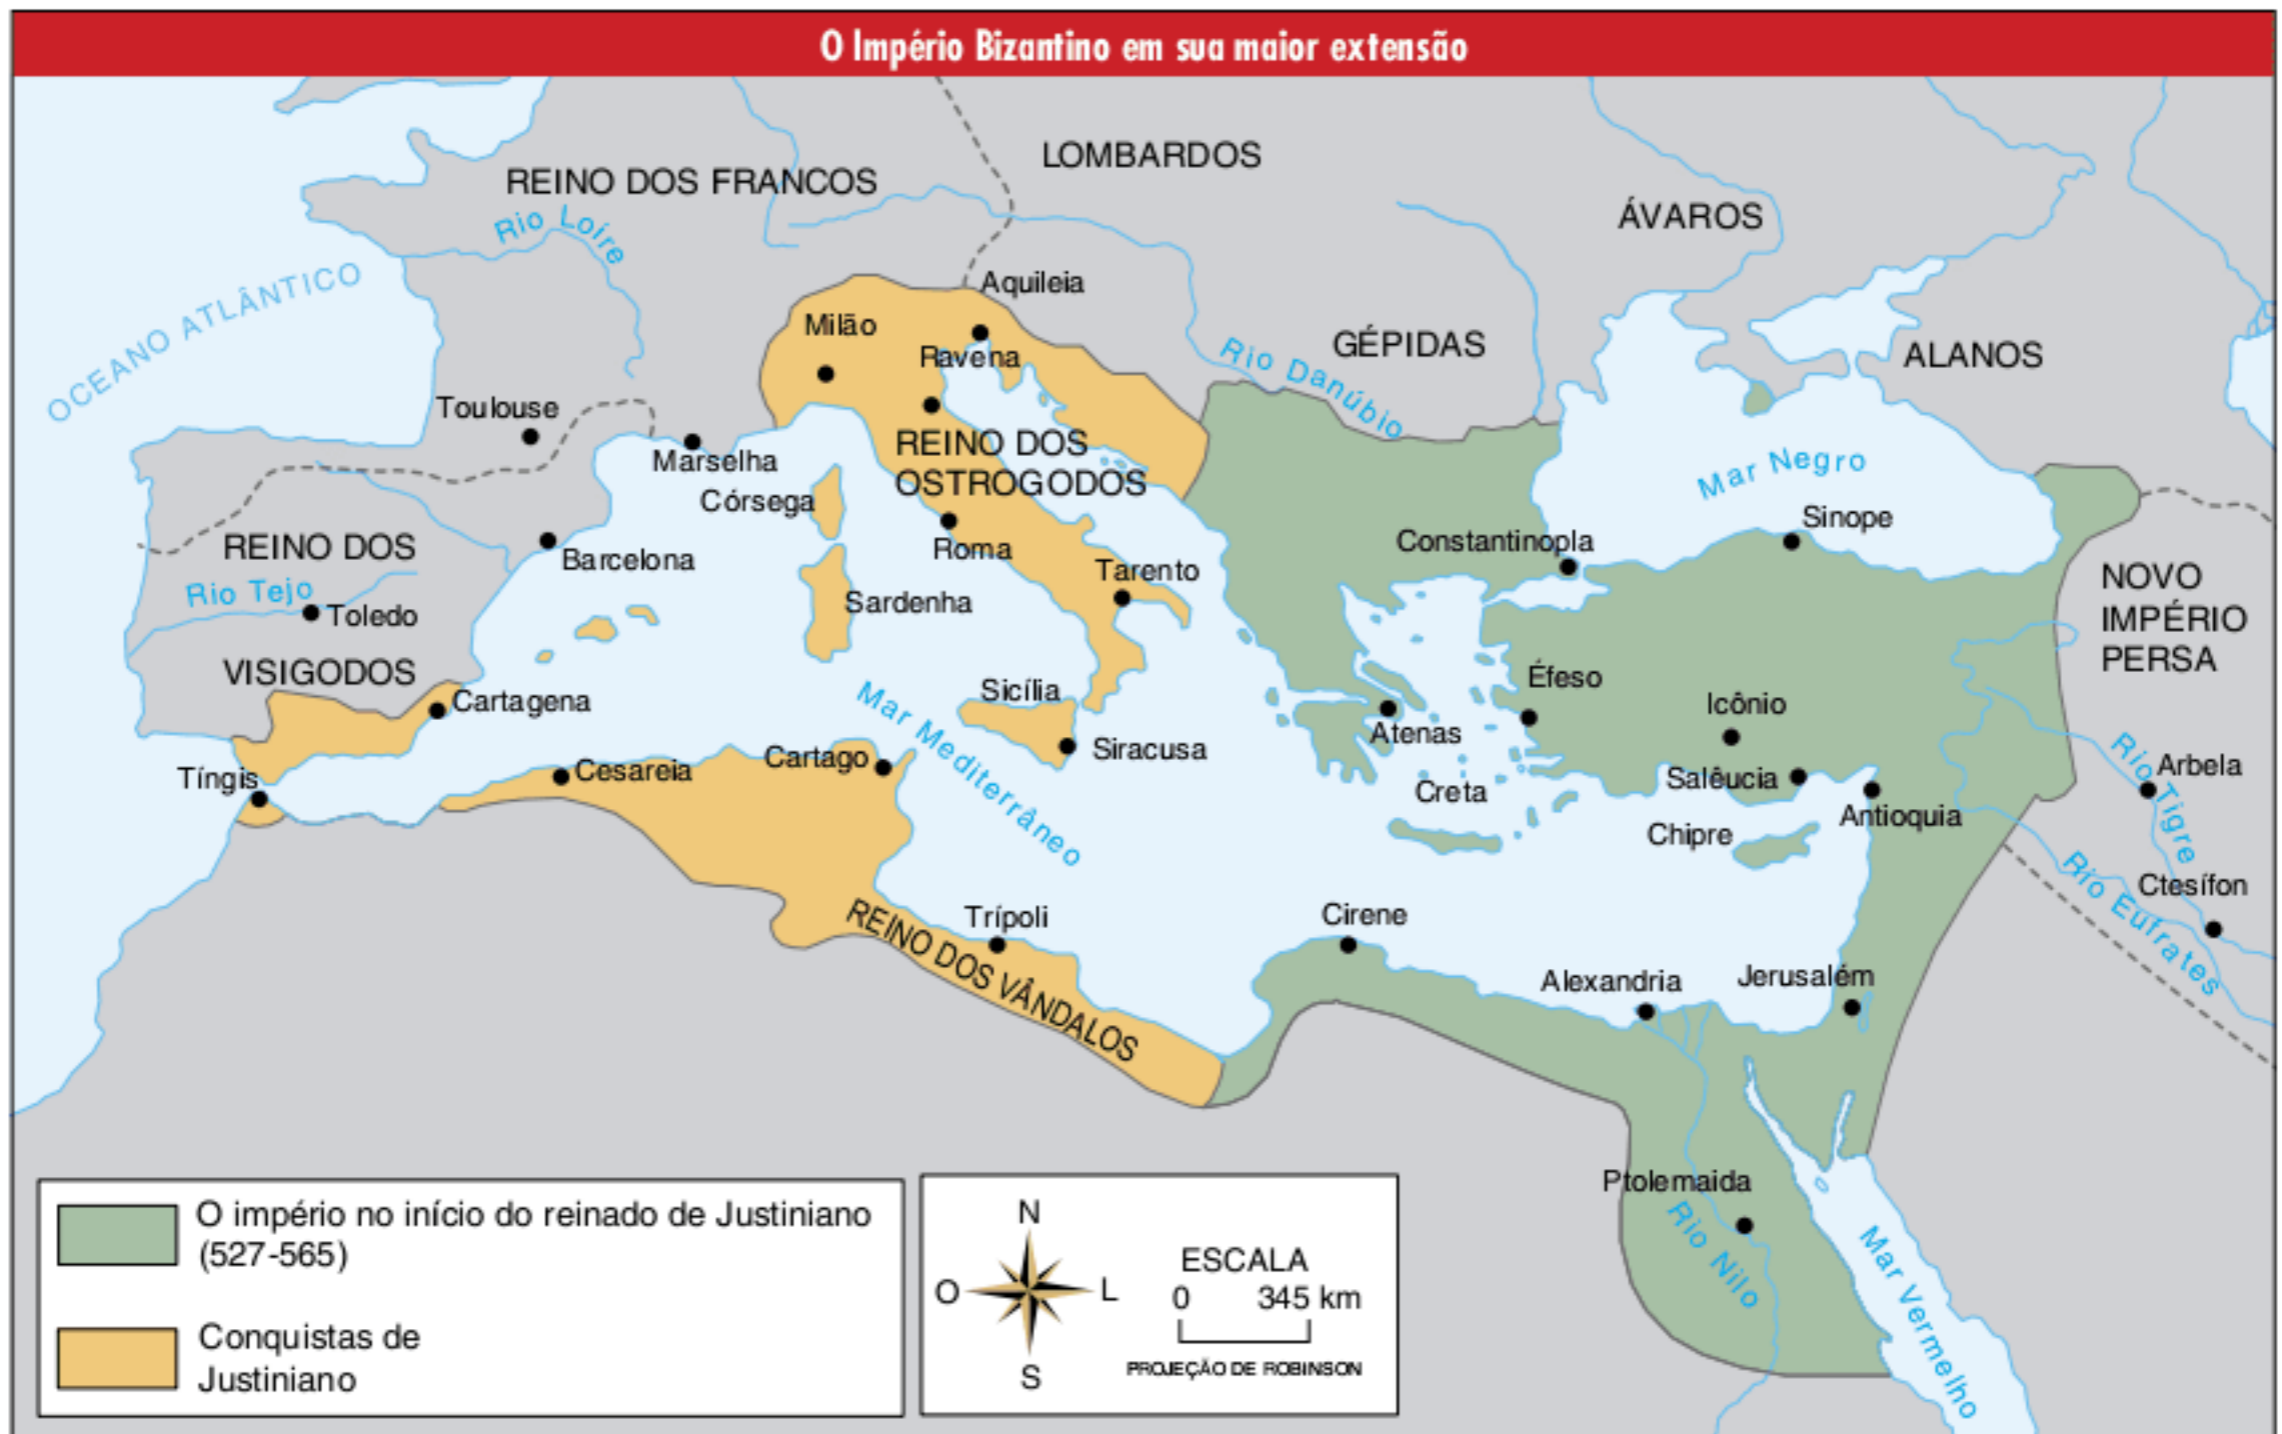 O Império Bizantino em sua maior extensão
LOMBARDOS
REINO DOS FRANCOS
ÁVAROS
Rio Loíre
OCEANO ATLÂNTICO
Aquileia
Milão
Ravena
GÉPIDAS
Rio Danúbio
ALANOS
Toulouse
Marselha
REINO DOS
OSTROGODOS
Córsega
Mar Negro
Sinope
REINO DOS
Barcelona
Roma
Constantinopla
Tarento
NOVO
IMPÉRIO
PERSA
Rio Tejo
Toledo
Sardenha
VISIGODOS
Cartagena
Sicília
Éfeso
Icônio
Mar Mediterrâneo
Atenas
Siracusa
Cartago
Cesareia
Tíngis
Salêucia
Creta
Antioquia
Chipre
Rio Tigre
Arbela
Ctesífon
Rio Eufrates
REINO DOS VÂNDALOS
Trípoli
Cirene
Alexandria
Jerusalém
Ptolemaida
Rio Nilo
Mar Vermelho
O império no início do reinado de Justiniano
(527-565)
Conquistas de
Justiniano
N
O
L
S
ESCALA
0 345 km
PROJEÇÃO DE ROBINSON